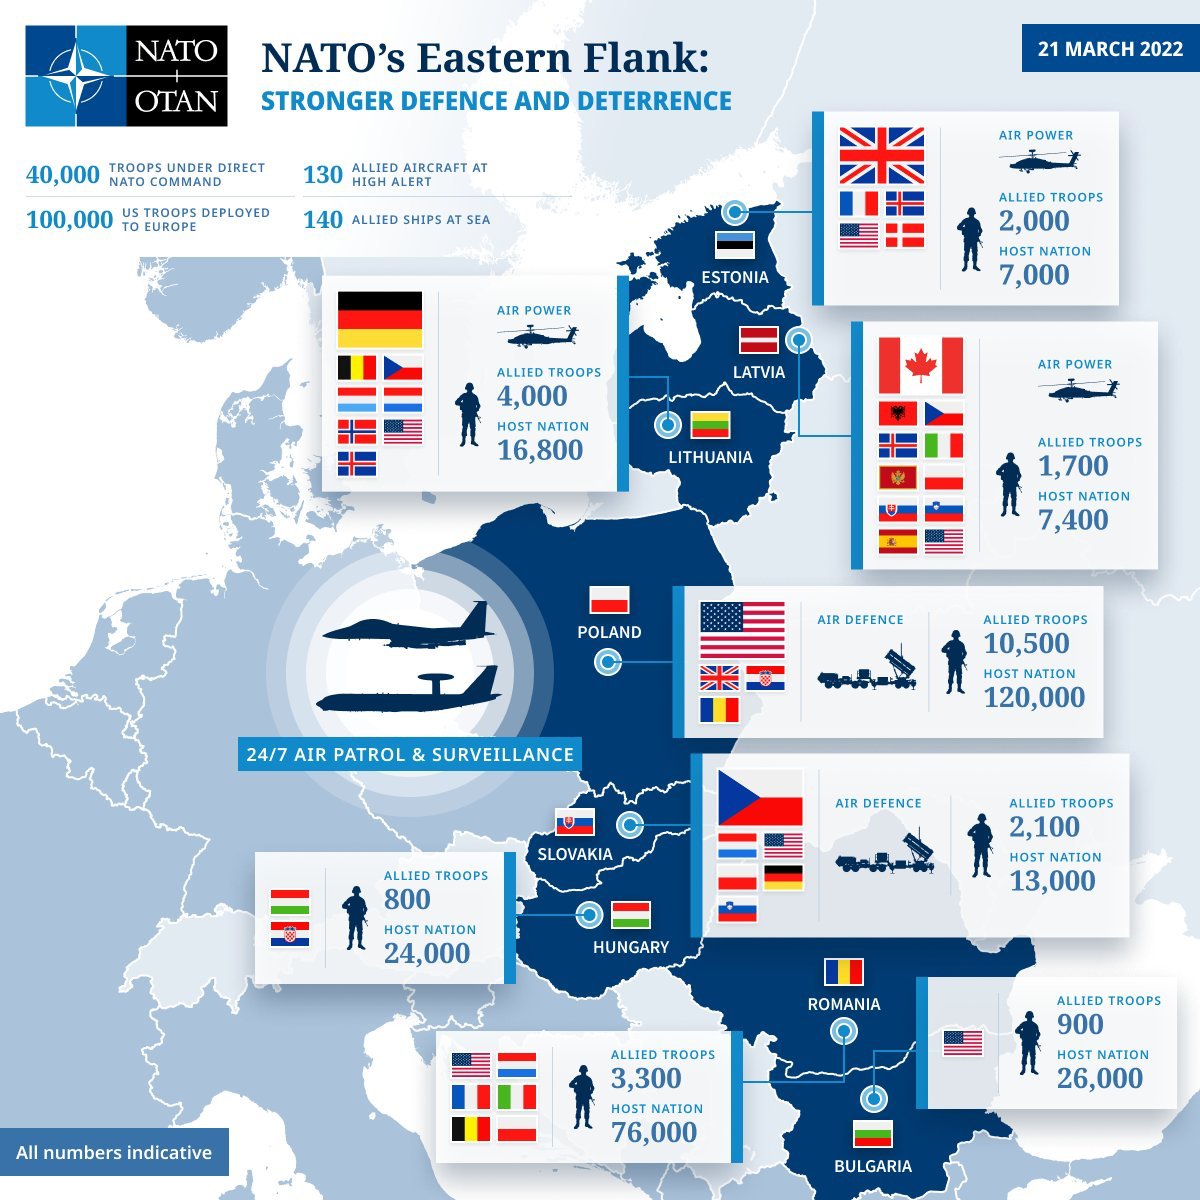 NATO
OTAN
NATO’s Eastern Flank:
STRONGER DEFENCE AND DETERRENCE
21 MARCH 2022
40,000 TROOPS UNDER DIRECT
NATO COMMAND
130 ALLIED AIRCRAFT AT
HIGH ALERT
100,000 US TROOPS DEPLOYED
TO EUROPE
140 ALLIED SHIPS AT SEA
AIR POWER
ALLIED TROOPS
2,000
HOST NATION
7,000
ESTONIA
AIR POWER
ALLIED TROOPS
4,000
HOST NATION
16,800
LATVIA
AIR POWER
ALLIED TROOPS
1,700
HOST NATION
7,400
LITHUANIA
POLAND
AIR DEFENCE
ALLIED TROOPS
10,500
HOST NATION
120,000
24/7 AIR PATROL & SURVEILLANCE
SLOVAKIA
AIR DEFENCE
ALLIED TROOPS
2,100
HOST NATION
13,000
ALLIED TROOPS
800
HOST NATION
24,000
HUNGARY
ROMANIA
ALLIED TROOPS
900
HOST NATION
26,000
ALLIED TROOPS
3,300
HOST NATION
76,000
BULGARIA
All numbers indicative